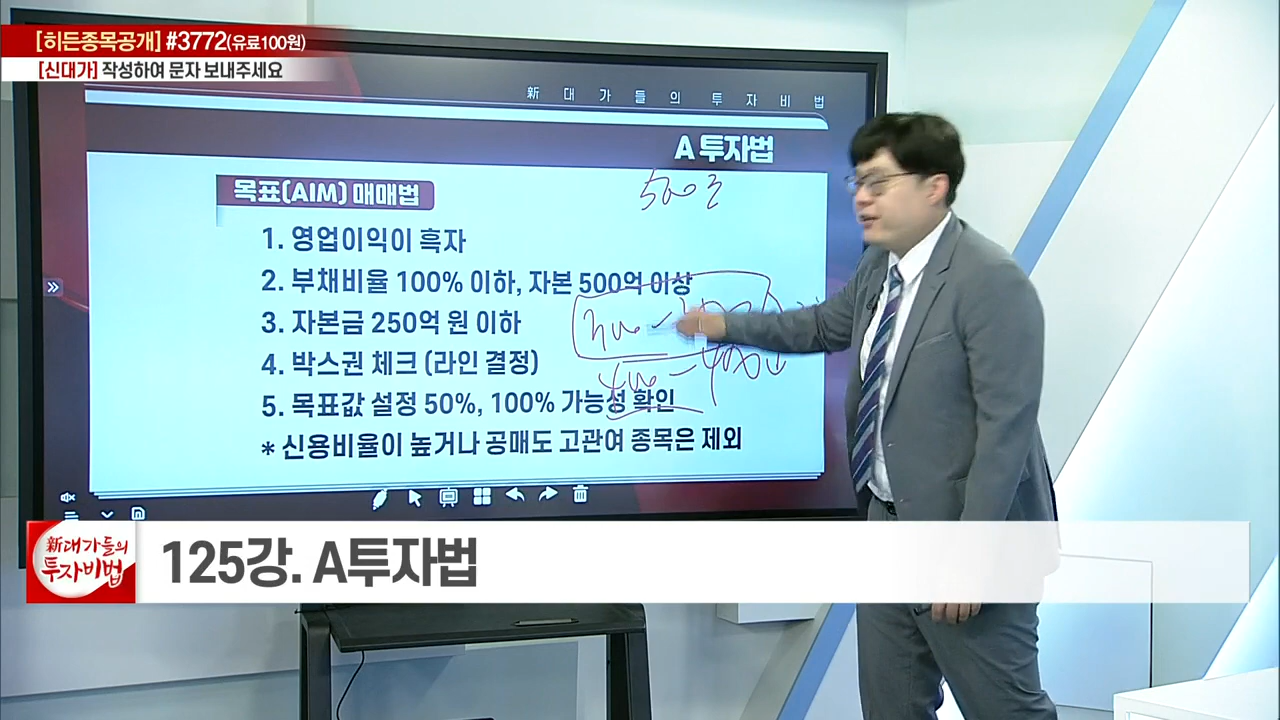 [히든종목공개] #3772(유료100원)
[신대가] 작성하여 문자 보내주세요
新 대 가 들 의 투 자 비 법
A 투자법
목표(AIM) 매매법
500
1. 영업이익이 흑자
2. 부채비율 100% 이하, 자본 500억 이상
3. 자본금 250억 원 이하
4. 박스권 체크 (라인 결정)
5. 목표값 설정 50%, 100% 가능성 확인
* 신용비율이 높거나 공매도 고관여 종목은 제외
新대가들의
투자비법
125강. A투자법